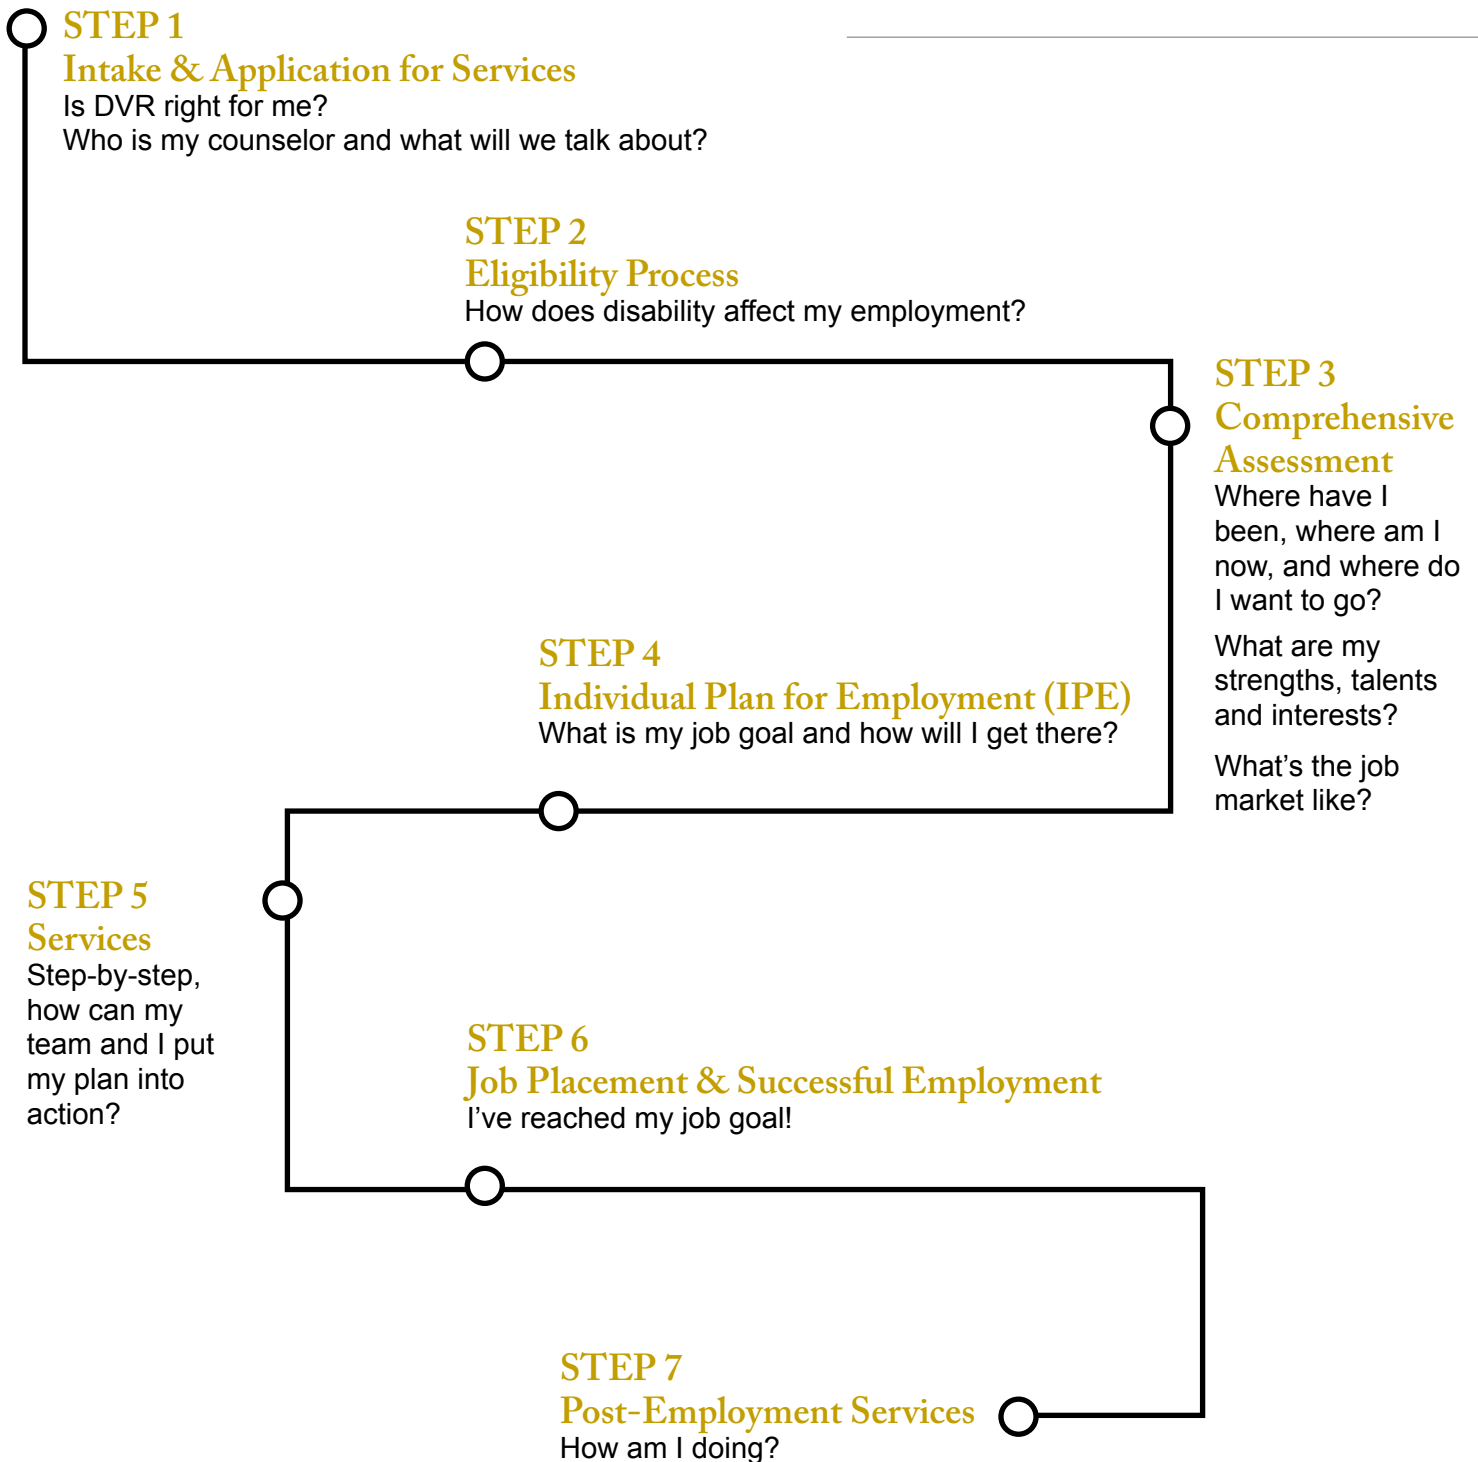 STEP 1
Intake & Application for Services
Is DVR right for me?
Who is my counselor and what will we talk about?
STEP 2
Eligibility Process
How does disability affect my employment?
STEP 3
Comprehensive
Assessment
Where have I
been, where am I
now, and where do
I want to go?
What are my
strengths, talents
and interests?
What’s the job
market like?
STEP 4
Individual Plan for Employment (IPE)
What is my job goal and how will I get there?
STEP 5
Services
Step-by-step,
how can my
team and I put
my plan into
action?
STEP 6
Job Placement & Successful Employment
I’ve reached my job goal!
STEP 7
Post-Employment Services
How am I doing?